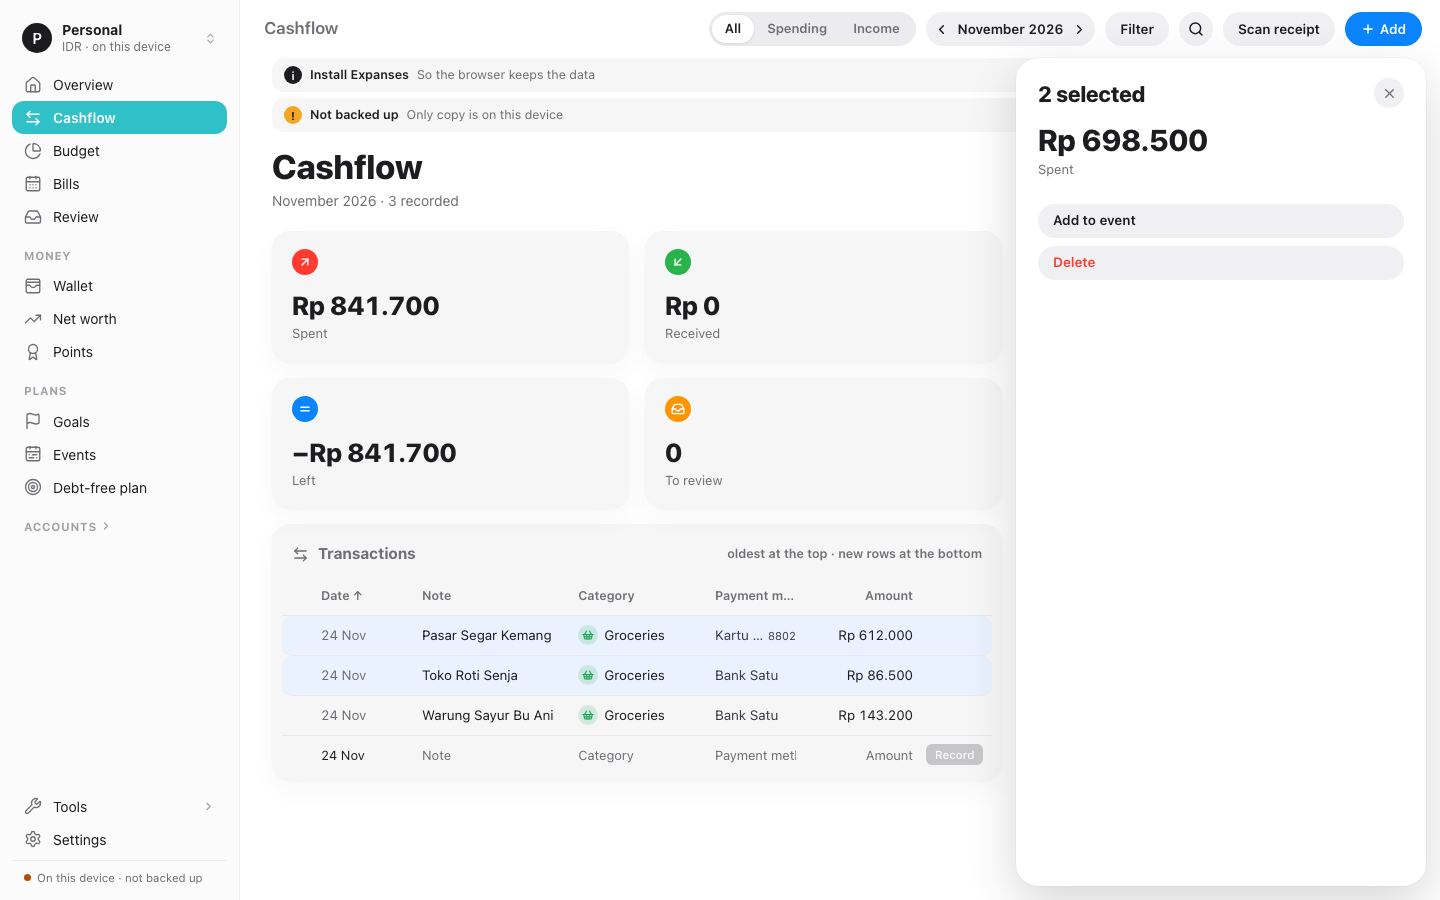 P
Personal
IDR · on this device
Overview
Cashflow
Budget
Bills
Review
MONEY
Wallet
Net worth
Points
PLANS
Goals
Events
Debt-free plan
ACCOUNTS
Tools
Settings
On this device · not backed up
Cashflow
All Spending Income
November 2026
Filter
Scan receipt
+ Add
Install Expanses So the browser keeps the data
Not backed up Only copy is on this device
Cashflow
November 2026 · 3 recorded
Rp 841.700
Spent
Rp 0
Received
−Rp 841.700
Left
0
To review
Transactions
oldest at the top · new rows at the bottom
Date ↑ Note Category Payment m... Amount
24 Nov Pasar Segar Kemang Groceries Kartu ... 8802 Rp 612.000
24 Nov Toko Roti Senja Groceries Bank Satu Rp 86.500
24 Nov Warung Sayur Bu Ani Groceries Bank Satu Rp 143.200
24 Nov Note Category Payment met Amount Record
2 selected
Rp 698.500
Spent
Add to event
Delete